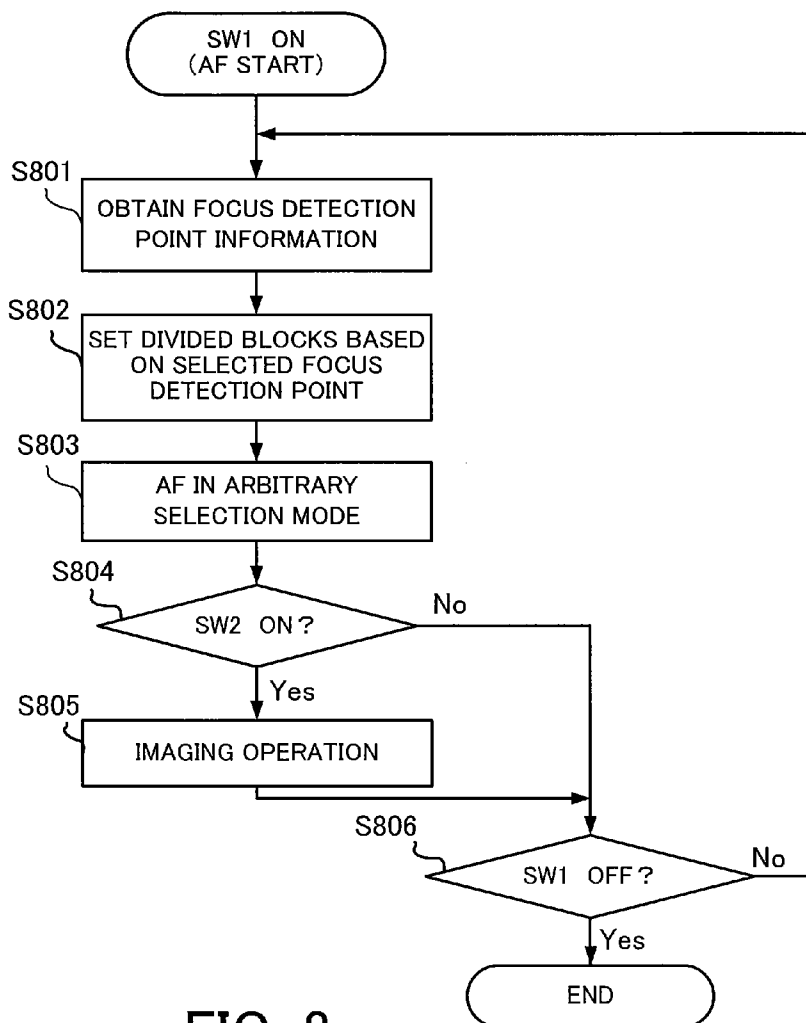 SW1 ON
(AF START)
S801
OBTAIN FOCUS DETECTION
POINT INFORMATION
S802
SET DIVIDED BLOCKS BASED
ON SELECTED FOCUS
DETECTION POINT
S803
AF IN ARBITRARY
SELECTION MODE
S804
SW2 ON?
No
Yes
S805
IMAGING OPERATION
S806
SW1 OFF?
No
Yes
END